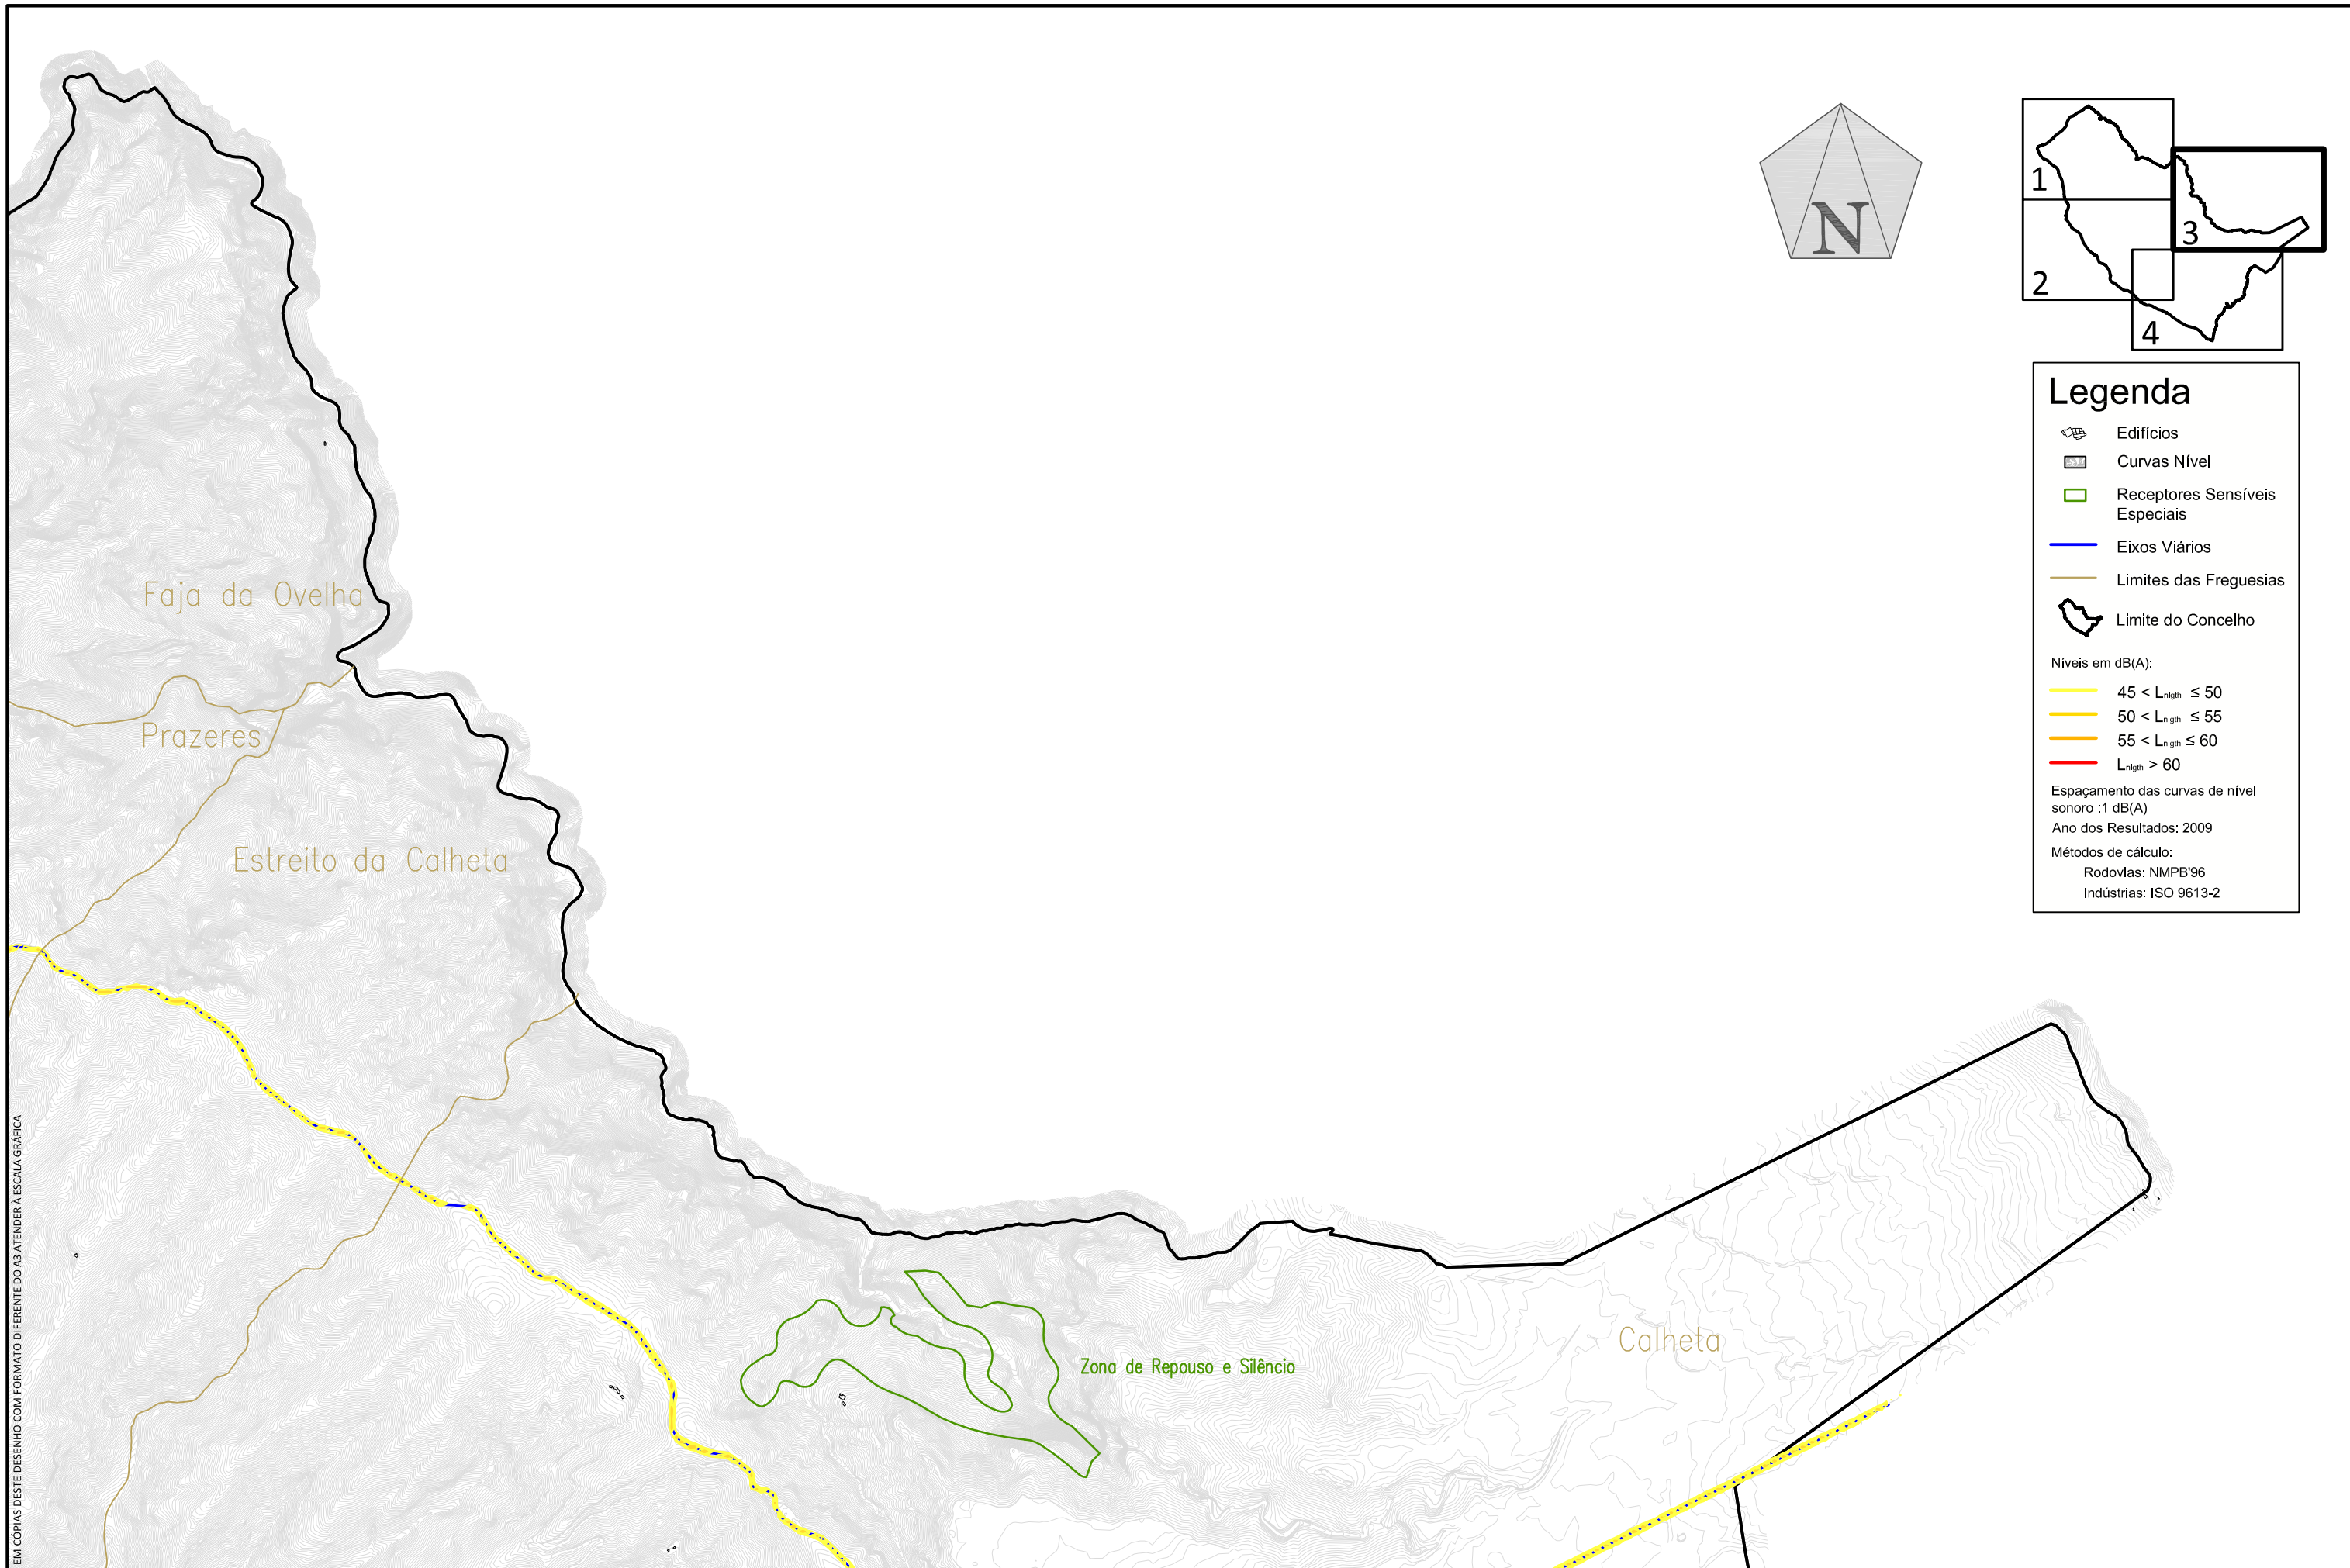 N
1
2
3
4
Legenda
Edifícios
Curvas Nível
Receptores Sensíveis
Especiais
Eixos Viários
Limites das Freguesias
Limite do Concelho
Níveis em dB(A):
45 < Lnigth ≤ 50
50 < Lnigth ≤ 55
55 < Lnigth ≤ 60
Lnigth > 60
Espaçamento das curvas de nível
sonoro :1 dB(A)
Ano dos Resultados: 2009
Métodos de cálculo:
Rodovias: NMPB'96
Indústrias: ISO 9613-2
Faja da Ovelha
Prazeres
Estreito da Calheta
Calheta
Zona de Repouso e Silêncio
EM CÓPIAS DESTE DESENHO COM FORMATO DIFERENTE DO A3 ATENDER À ESCALA GRÁFICA